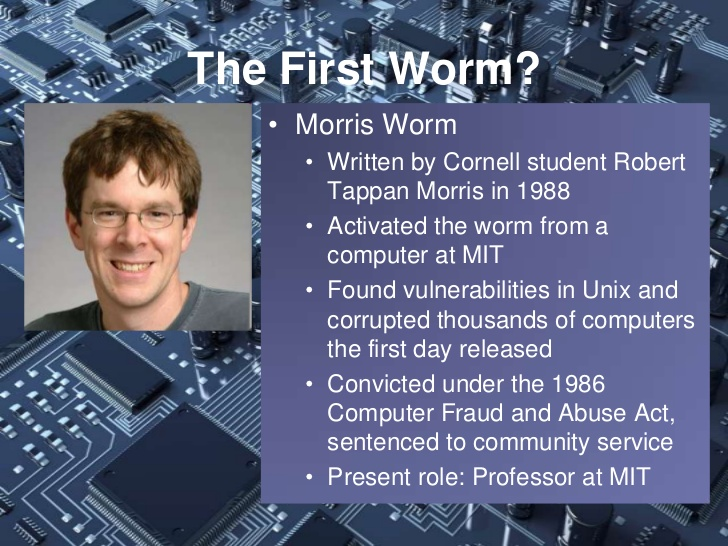 The First Worm?
• Morris Worm
• Written by Cornell student Robert
Tappan Morris in 1988
• Activated the worm from a
computer at MIT
• Found vulnerabilities in Unix and
corrupted thousands of computers
the first day released
• Convicted under the 1986
Computer Fraud and Abuse Act,
sentenced to community service
• Present role: Professor at MIT